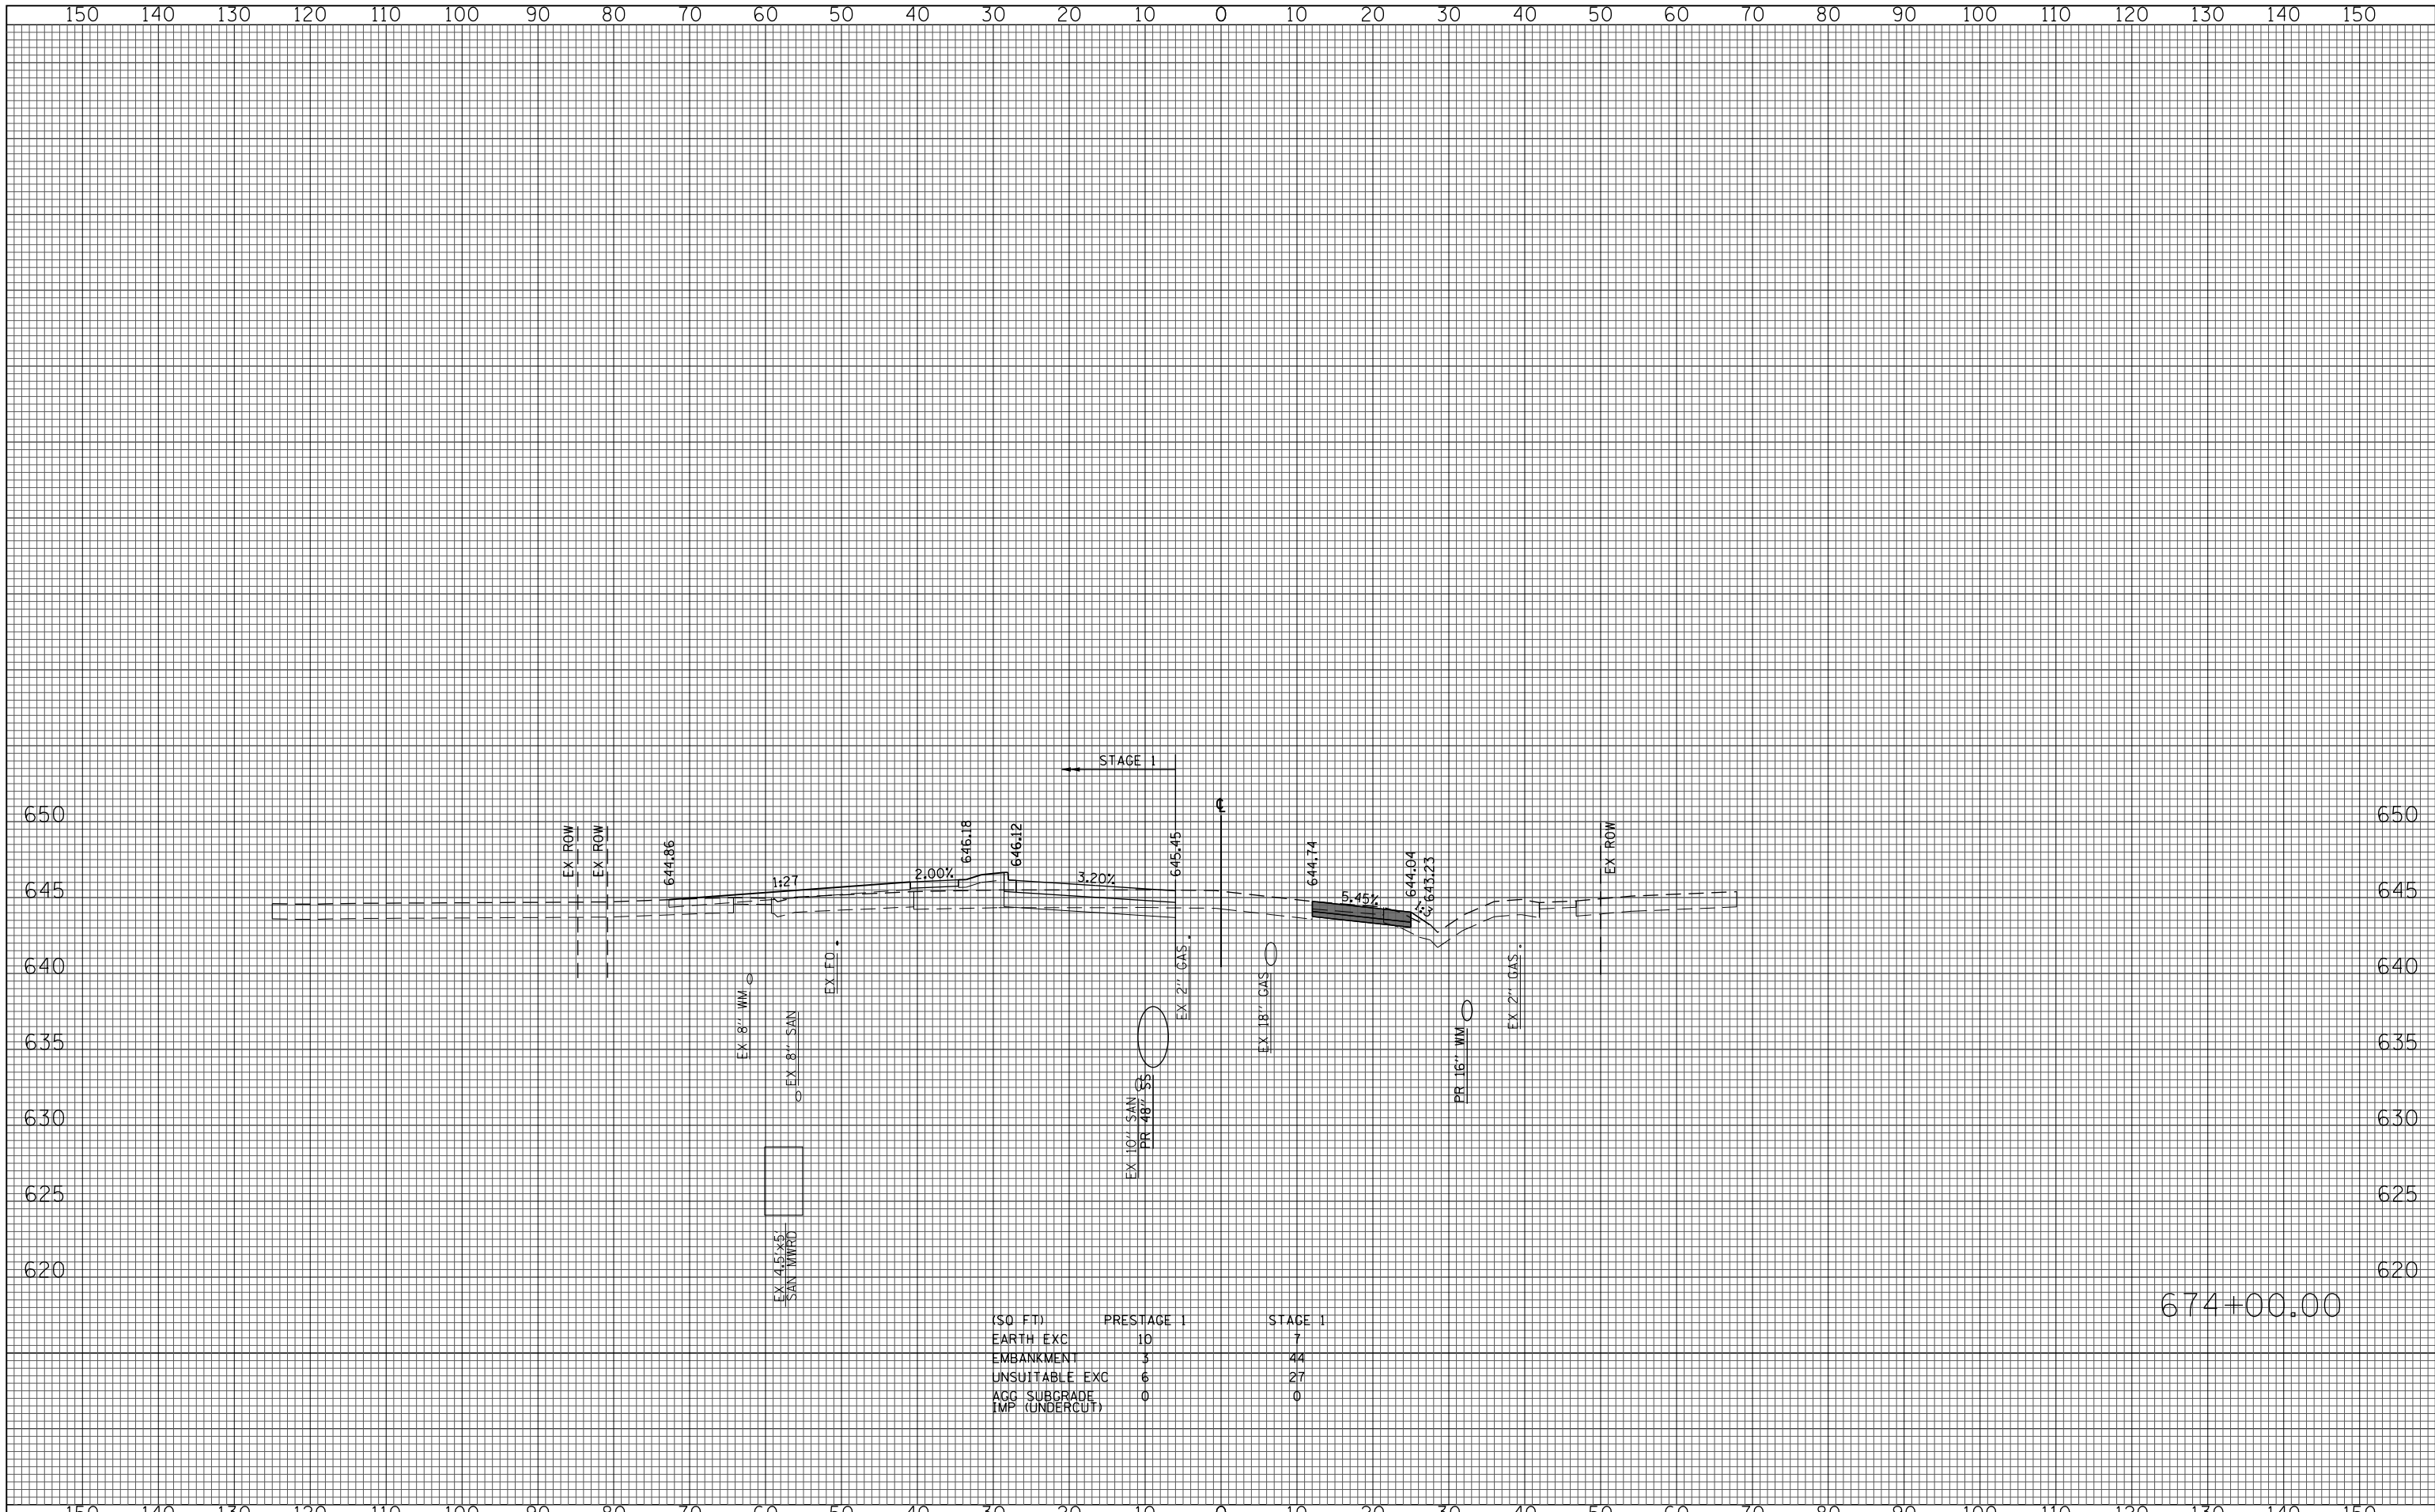 150 140 130 120 110 100 90 80 70 60 50 40 30 20 10 0 10 20 30 40 50 60 70 80 90 100 110 120 130 140 150
STAGE 1
650 650
℄
EX ROW
EX ROW
644.86
646.18
646.12
645.45
644.74
644.04
643.23
EX ROW
645 645
1:27
2.00%
3.20%
5.45%
1:3
640 640
EX 8" WM
EX 8" SAN
EX FO
EX 2" GAS
EX 18" GAS
PR 16" WM
EX 2" GAS
635 635
EX 10" SAN
PR 48" SS
630 630
625 625
EX 4.5'x5'
SAN MWRD
620 620
674+00.00
(SQ FT) PRESTAGE 1 STAGE 1
EARTH EXC 10 7
EMBANKMENT 3 44
UNSUITABLE EXC 6 27
AGG SUBGRADE 0 0
IMP (UNDERCUT)
150 140 130 120 110 100 90 80 70 60 50 40 30 20 10 0 10 20 30 40 50 60 70 80 90 100 110 120 130 140 150